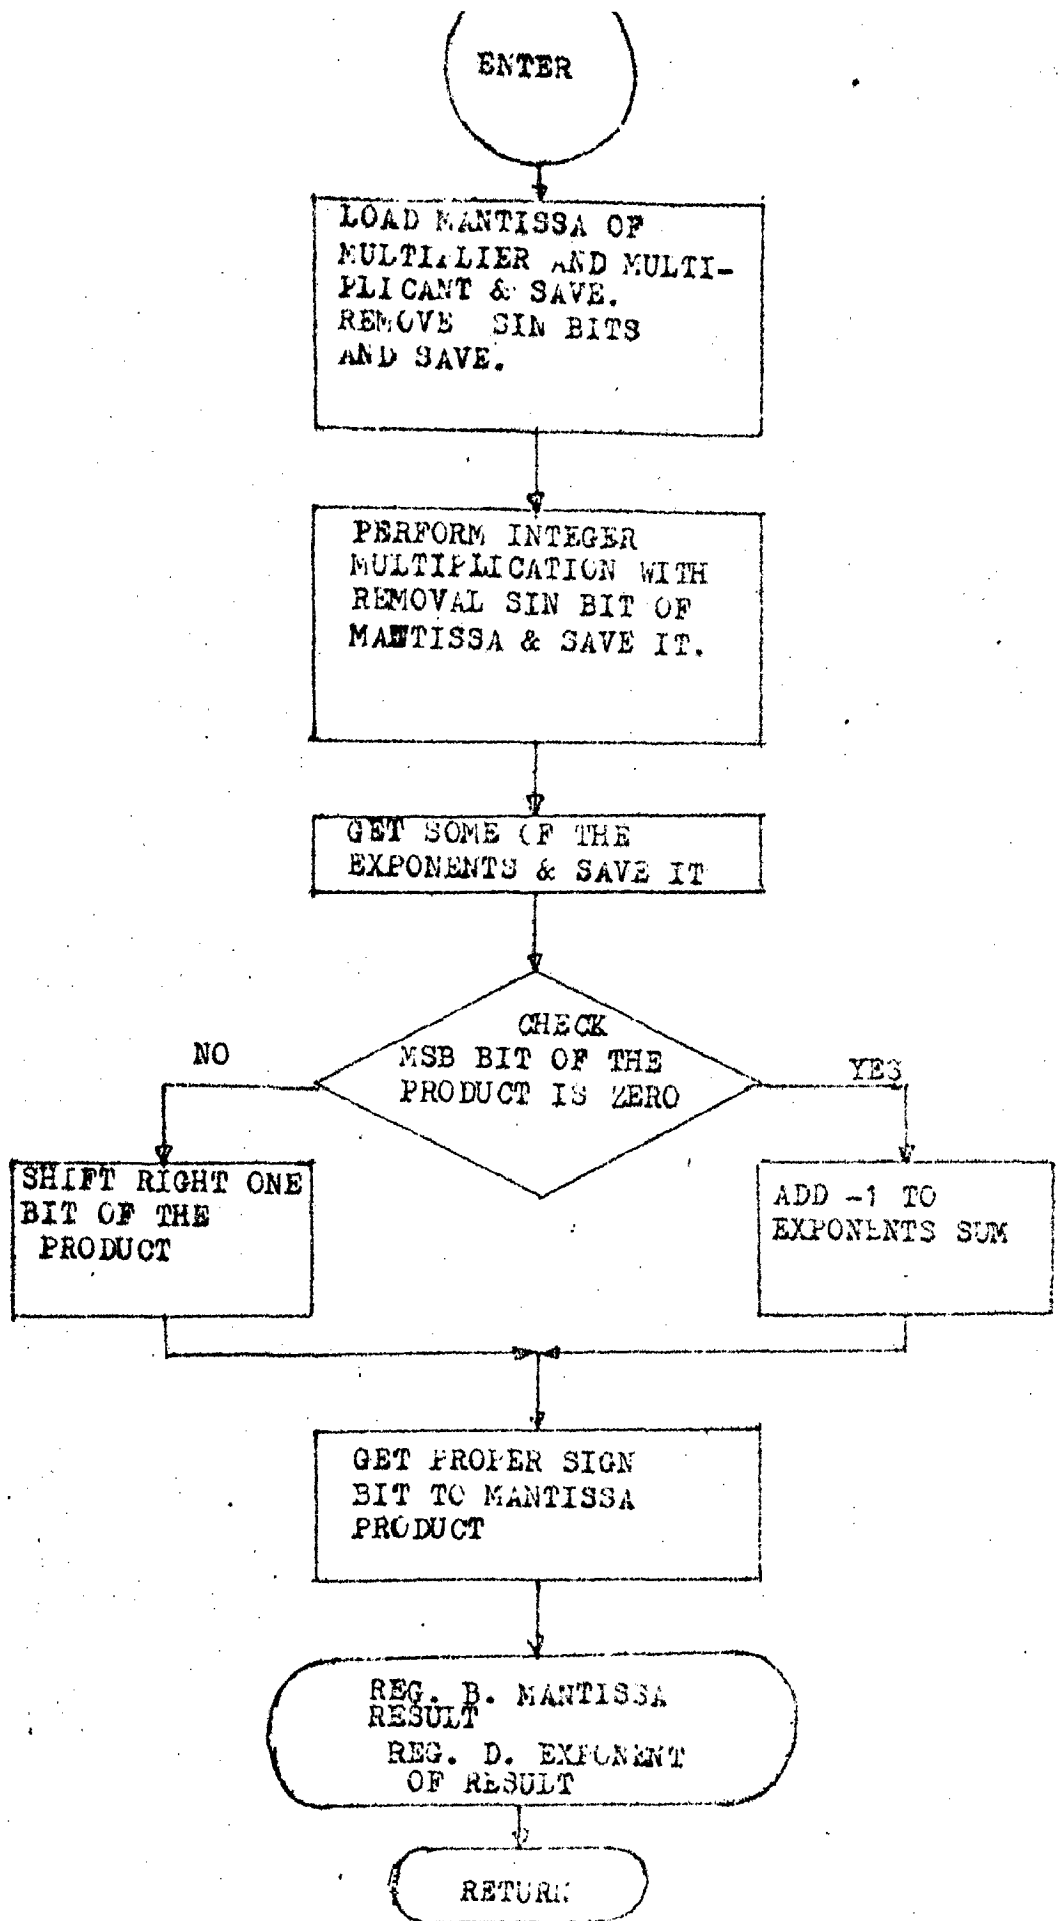 ENTER
LOAD MANTISSA OF
MULTIPLIER AND MULTI-
PLICANT & SAVE.
REMOVE SIN BITS
AND SAVE.
PERFORM INTEGER
MULTIPLICATION WITH
REMOVAL SIN BIT OF
MANTISSA & SAVE IT.
GET SOME OF THE
EXPONENTS & SAVE IT
CHECK
MSB BIT OF THE
PRODUCT IS ZERO
NO
YES
SHIFT RIGHT ONE
BIT OF THE
PRODUCT
ADD -1 TO
EXPONENTS SUM
GET PROPER SIGN
BIT TO MANTISSA
PRODUCT
REG. B. MANTISSA
RESULT
REG. D. EXPONENT
OF RESULT
RETURN